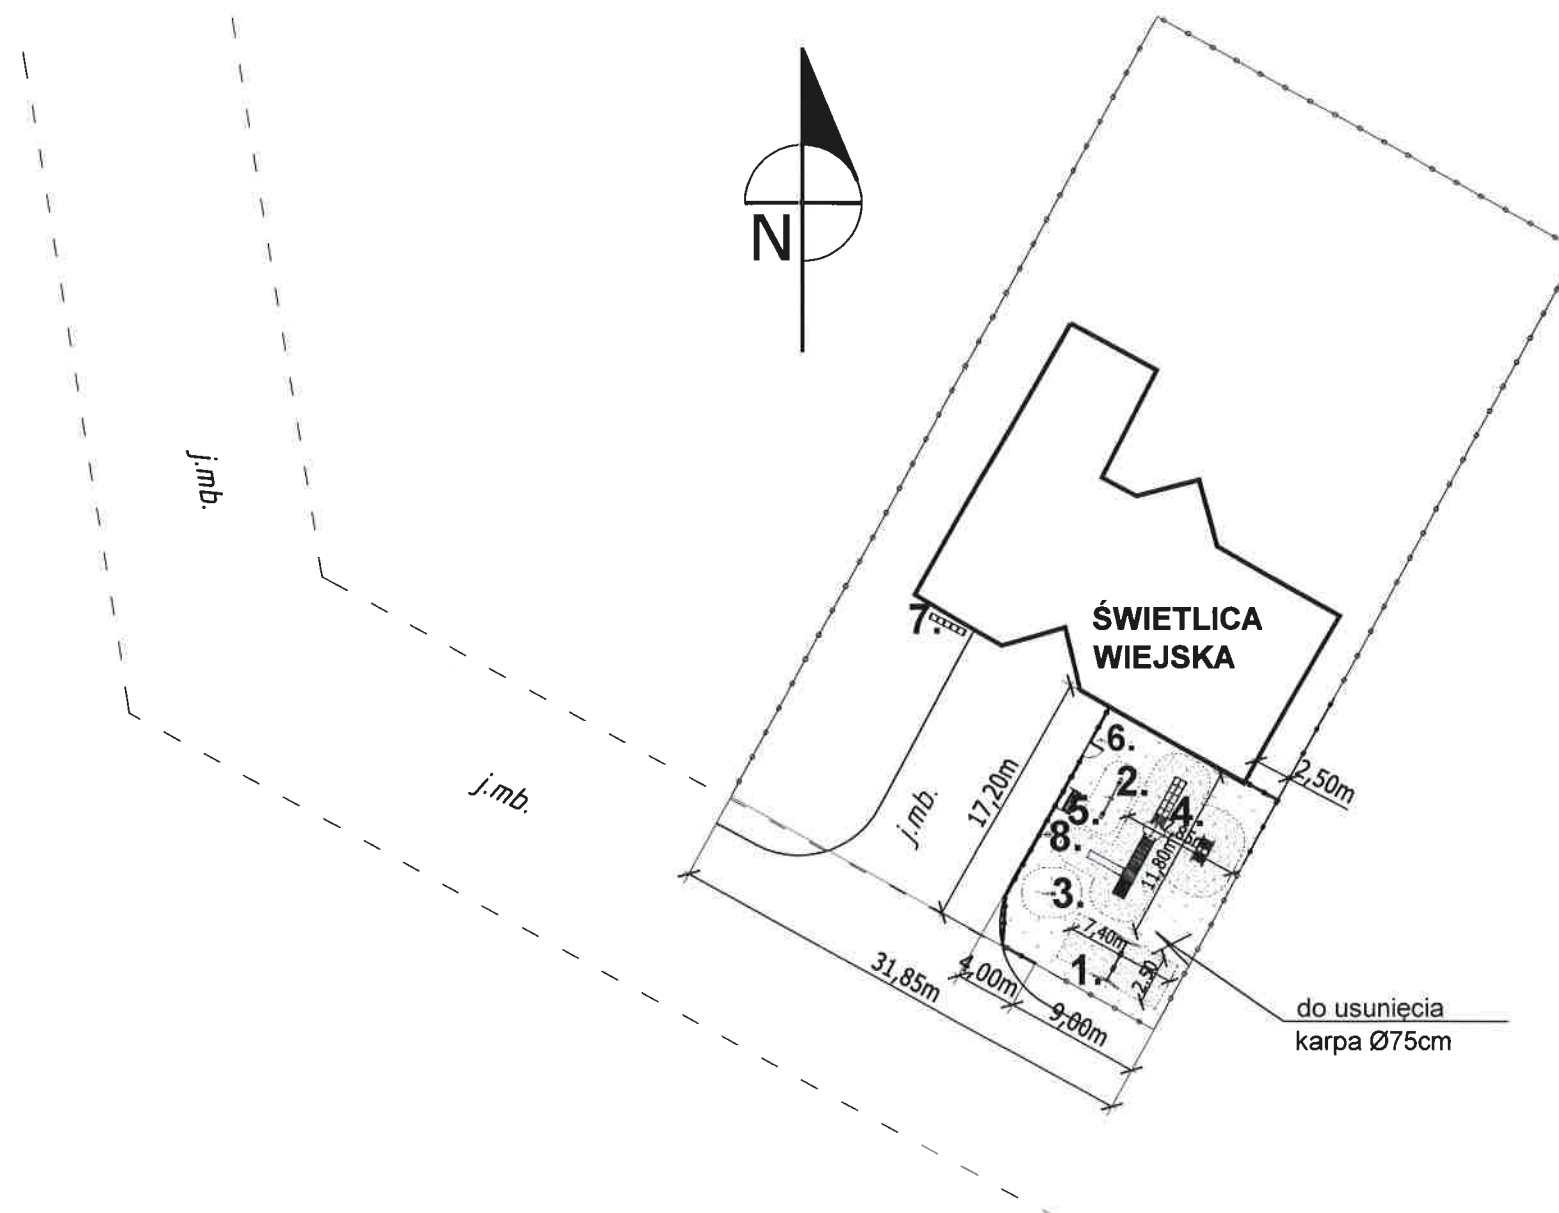 N
j.mb.
ŚWIETLICA
WIEJSKA
7.
6.
2,50m
2.
j.mb.
17,20m
j.mb.
5.
4.
8.
11,80m
3.
7,40m
1.
2,50
31,85m
4,00m
9,00m
do usunięcia
karpa Ø75cm